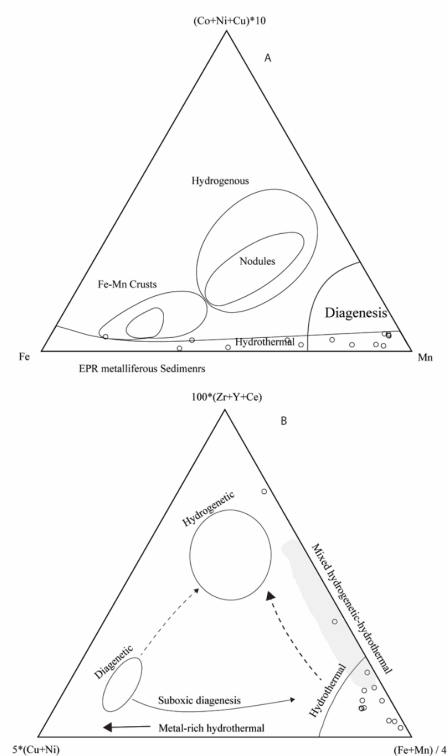 (Co+Ni+Cu)*10
A
Hydrogenous
Nodules
Fe-Mn Crusts
Diagenesis
Hydrothermal
Fe
Mn
EPR metalliferous Sedimenrs
100*(Zr+Y+Ce)
B
Hydrogenetic
Mixed hydrogenetic-hydrothermal
Diagenetic
Hydrothermal
Suboxic diagenesis
Metal-rich hydrothermal
5*(Cu+Ni)
(Fe+Mn) / 4